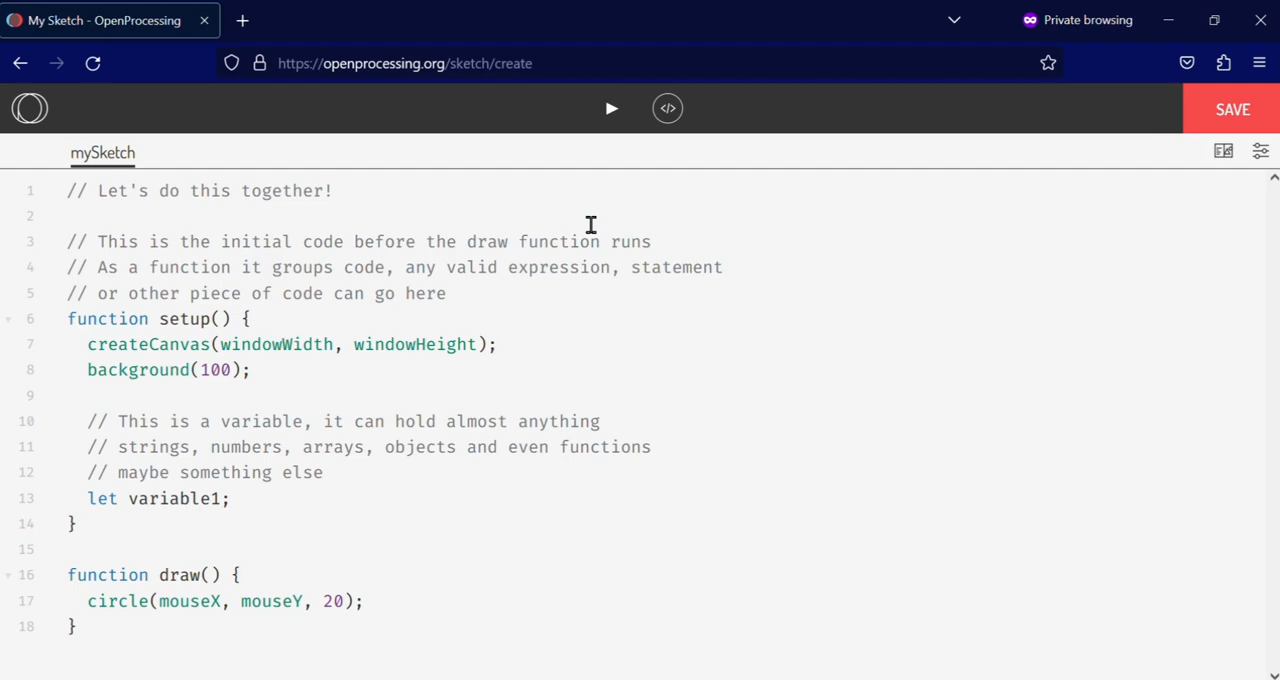 My Sketch - OpenProcessing
Private browsing
https://openprocessing.org/sketch/create
</>
SAVE
mySketch
1 // Let's do this together!
2
3 // This is the initial code before the draw function runs
4 // As a function it groups code, any valid expression, statement
5 // or other piece of code can go here
6 function setup() {
7 createCanvas(windowWidth, windowHeight);
8 background(100);
9
10 // This is a variable, it can hold almost anything
11 // strings, numbers, arrays, objects and even functions
12 // maybe something else
13 let variable1;
14 }
15
16 function draw() {
17 circle(mouseX, mouseY, 20);
18 }